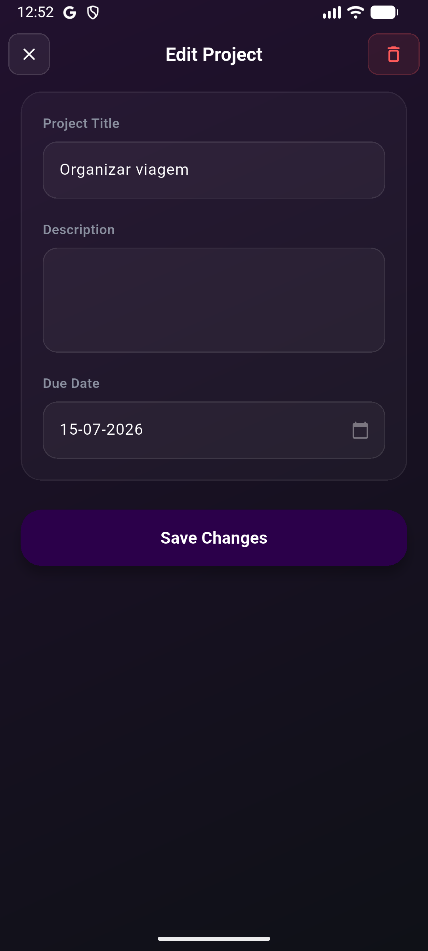 12:52
Edit Project
Project Title
Organizar viagem
Description
Due Date
15-07-2026
Save Changes